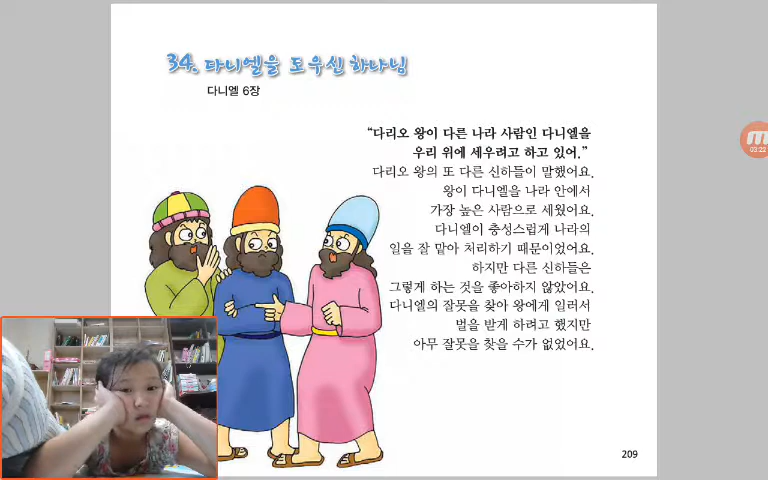 34. 다니엘을 도우신 하나님
다니엘 6장
“다리오 왕이 다른 나라 사람인 다니엘을
우리 위에 세우려고 하고 있어.”
다리오 왕의 또 다른 신하들이 말했어요.
왕이 다니엘을 나라 안에서
가장 높은 사람으로 세웠어요.
다니엘이 충성스럽게 나라의
일을 잘 맡아 처리하기 때문이었어요.
하지만 다른 신하들은
그렇게 하는 것을 좋아하지 않았어요.
다니엘의 잘못을 찾아 왕에게 일러서
벌을 받게 하려고 했지만
아무 잘못을 찾을 수가 없었어요.
209
03:22